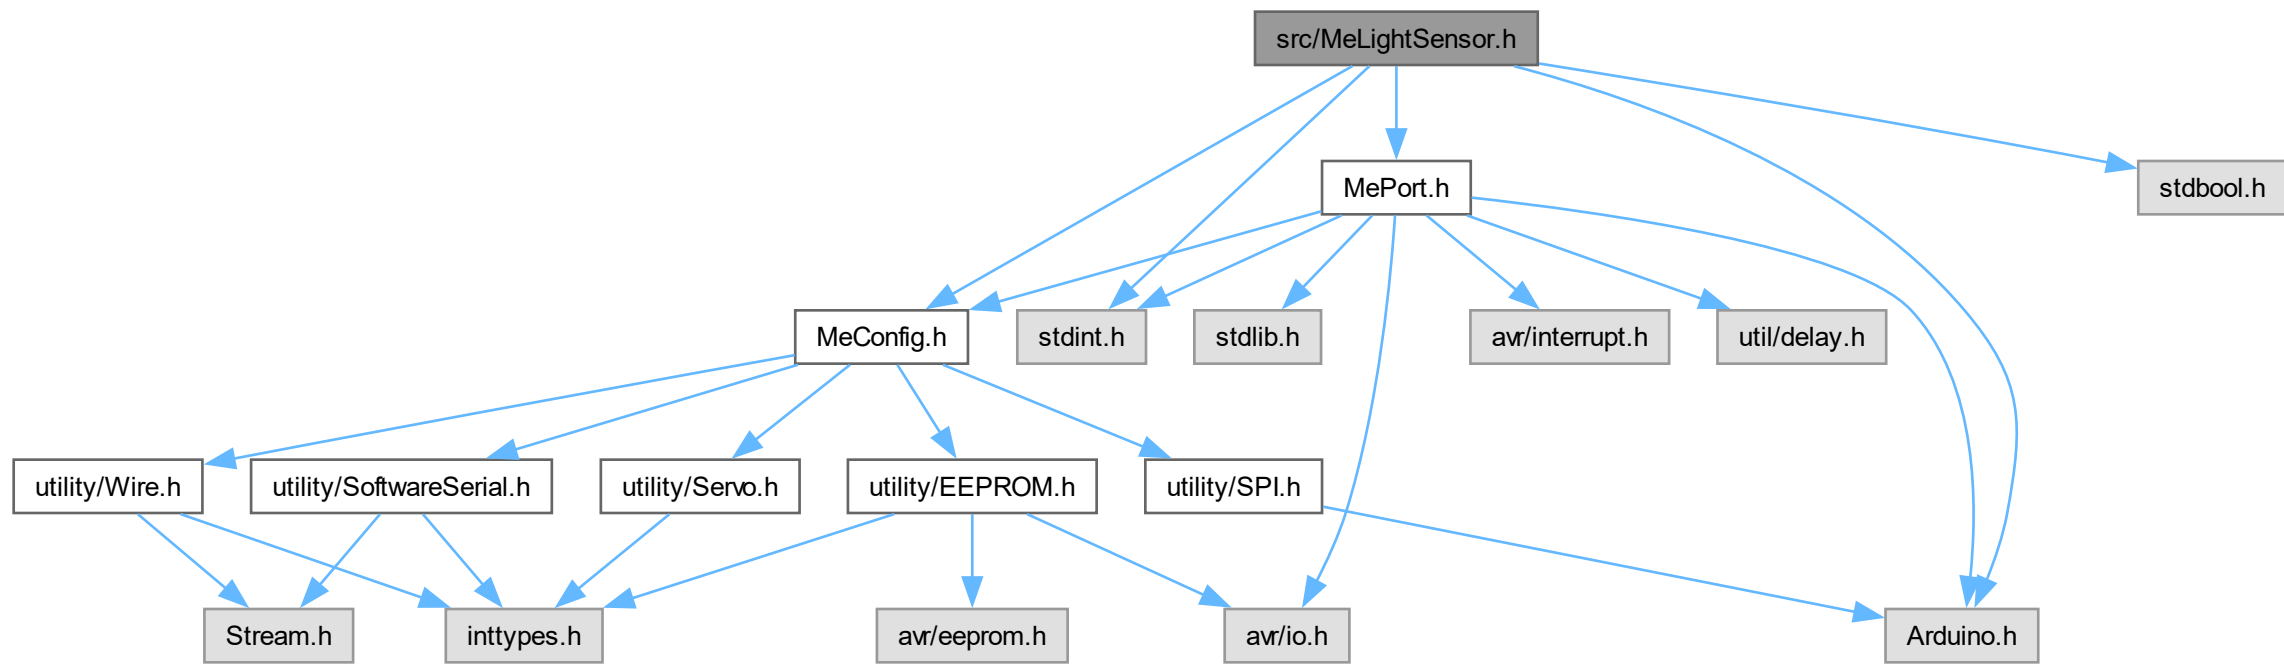 src/MeLightSensor.h
MePort.h
stdbool.h
MeConfig.h
stdint.h
stdlib.h
avr/interrupt.h
util/delay.h
utility/Wire.h
utility/SoftwareSerial.h
utility/Servo.h
utility/EEPROM.h
utility/SPI.h
Stream.h
inttypes.h
avr/eeprom.h
avr/io.h
Arduino.h